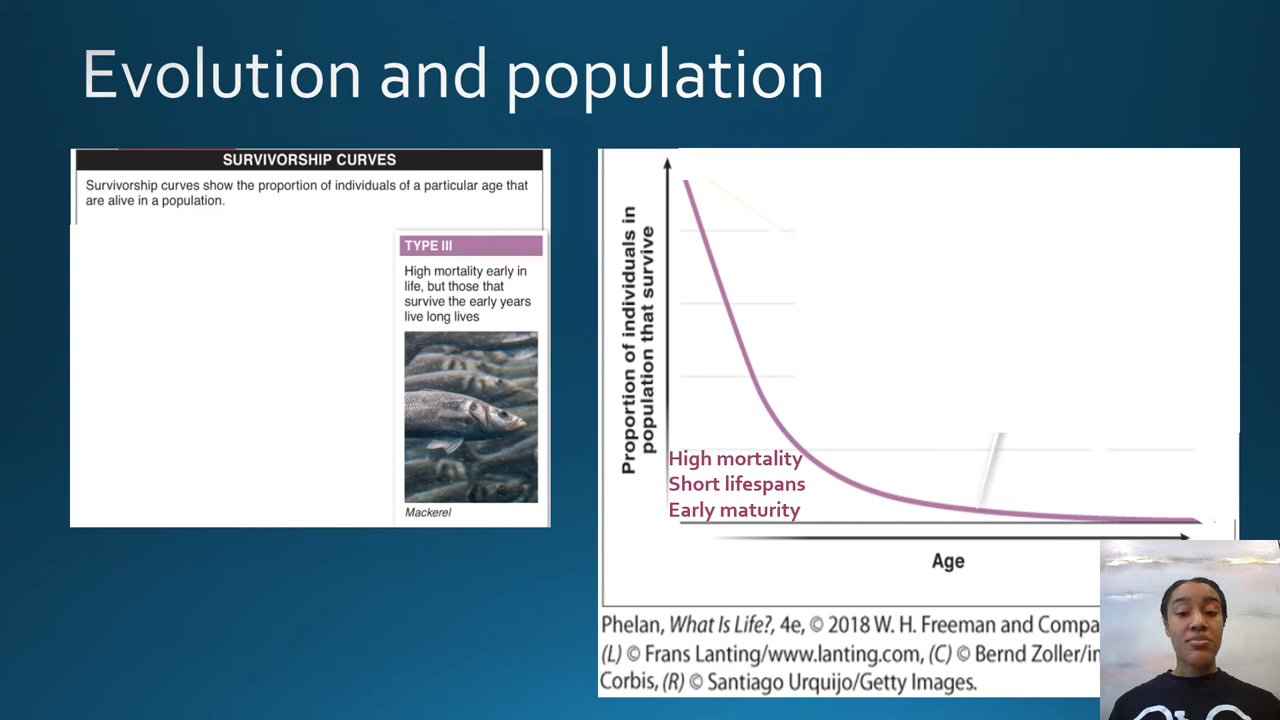 Evolution and population
SURVIVORSHIP CURVES
Survivorship curves show the proportion of individuals of a particular age that
are alive in a population.
TYPE III
High mortality early in
life, but those that
survive the early years
live long lives
Mackerel
Proportion of individuals in
population that survive
High mortality
Short lifespans
Early maturity
Age
Phelan, What Is Life?, 4e, © 2018 W. H. Freeman and
(L) © Frans Lanting/www.lanting.com, (C) © Bernd
Corbis, (R) © Santiago Urquijo/Getty Images.